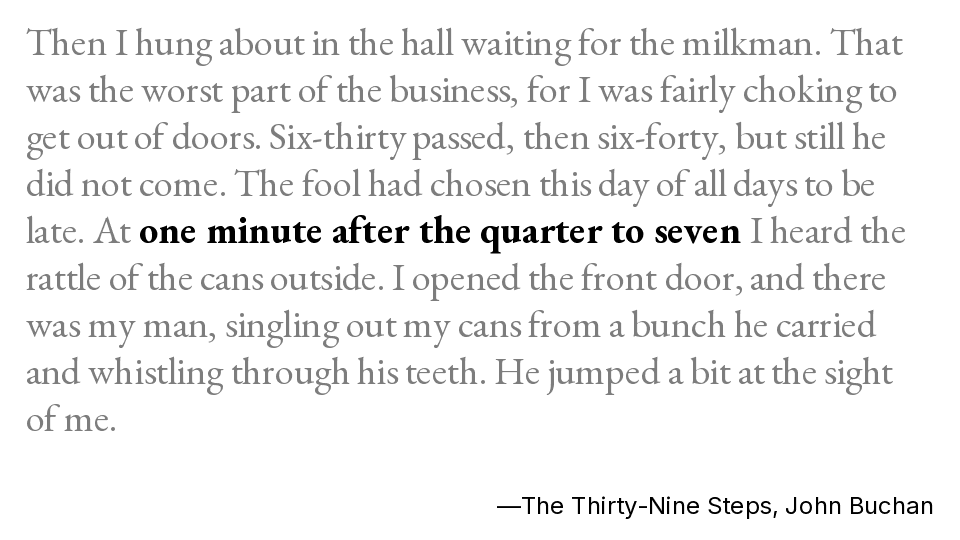 Then I hung about in the hall waiting for the milkman. That
was the worst part of the business, for I was fairly choking to
get out of doors. Six-thirty passed, then six-forty, but still he
did not come. The fool had chosen this day of all days to be
late. At one minute after the quarter to seven I heard the
rattle of the cans outside. I opened the front door, and there
was my man, singling out my cans from a bunch he carried
and whistling through his teeth. He jumped a bit at the sight
of me.
—The Thirty-Nine Steps, John Buchan